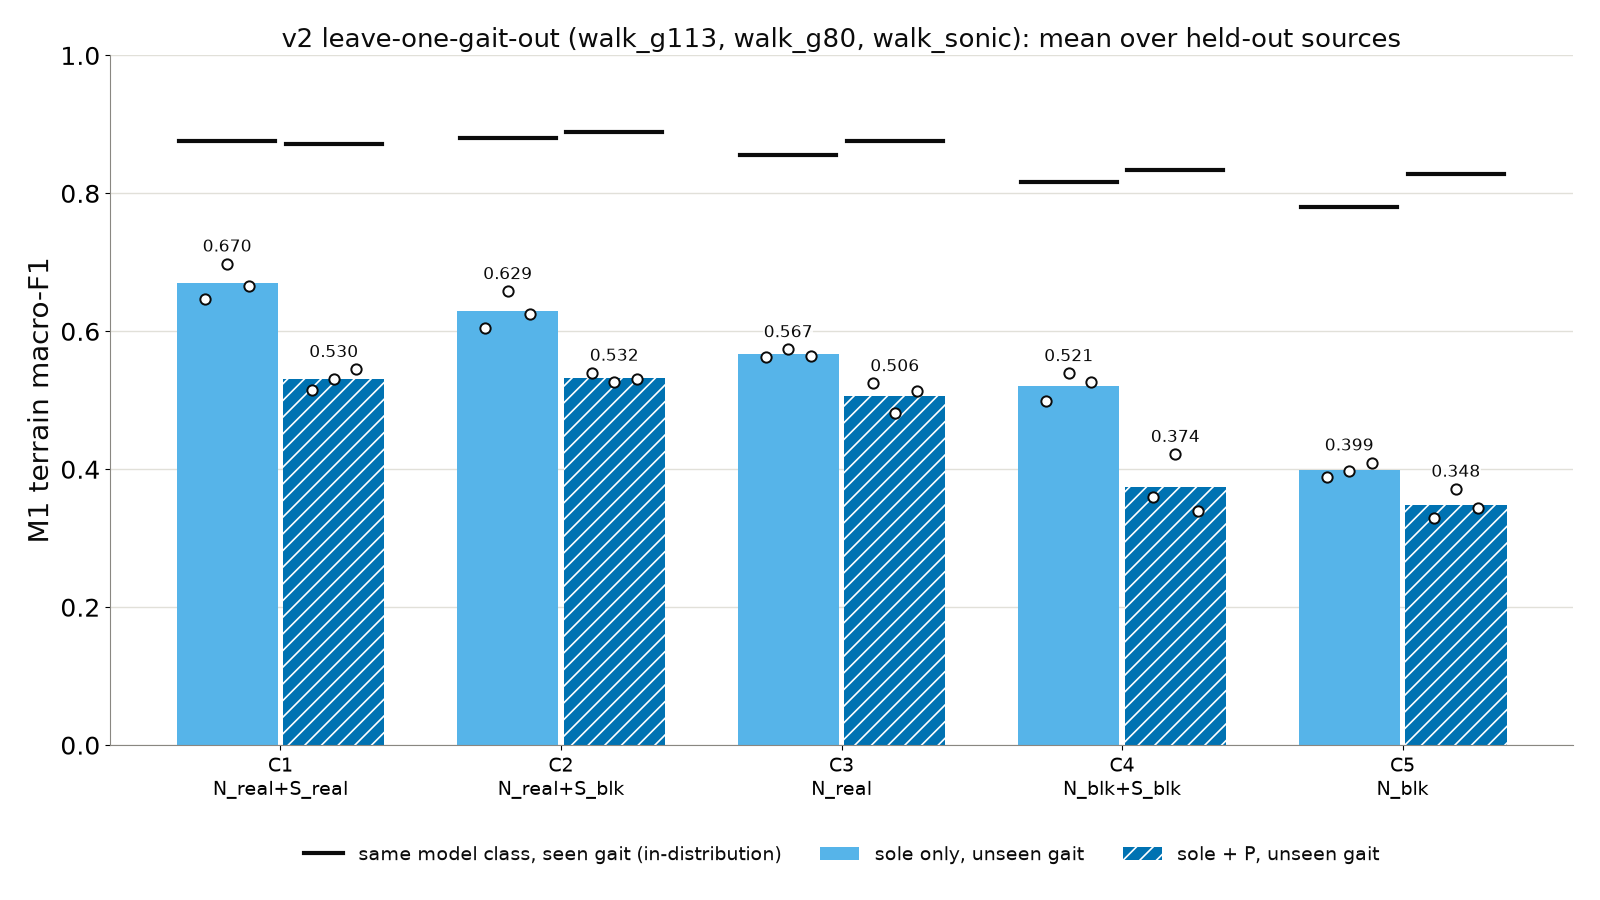 v2 leave-one-gait-out (walk_g113, walk_g80, walk_sonic): mean over held-out sources
M1 terrain macro-F1
1.0
0.8
0.6
0.4
0.2
0.0
0.670
0.530
0.629
0.532
0.567
0.506
0.521
0.374
0.399
0.348
C1
N_real+S_real
C2
N_real+S_blk
C3
N_real
C4
N_blk+S_blk
C5
N_blk
same model class, seen gait (in-distribution)
sole only, unseen gait
sole + P, unseen gait